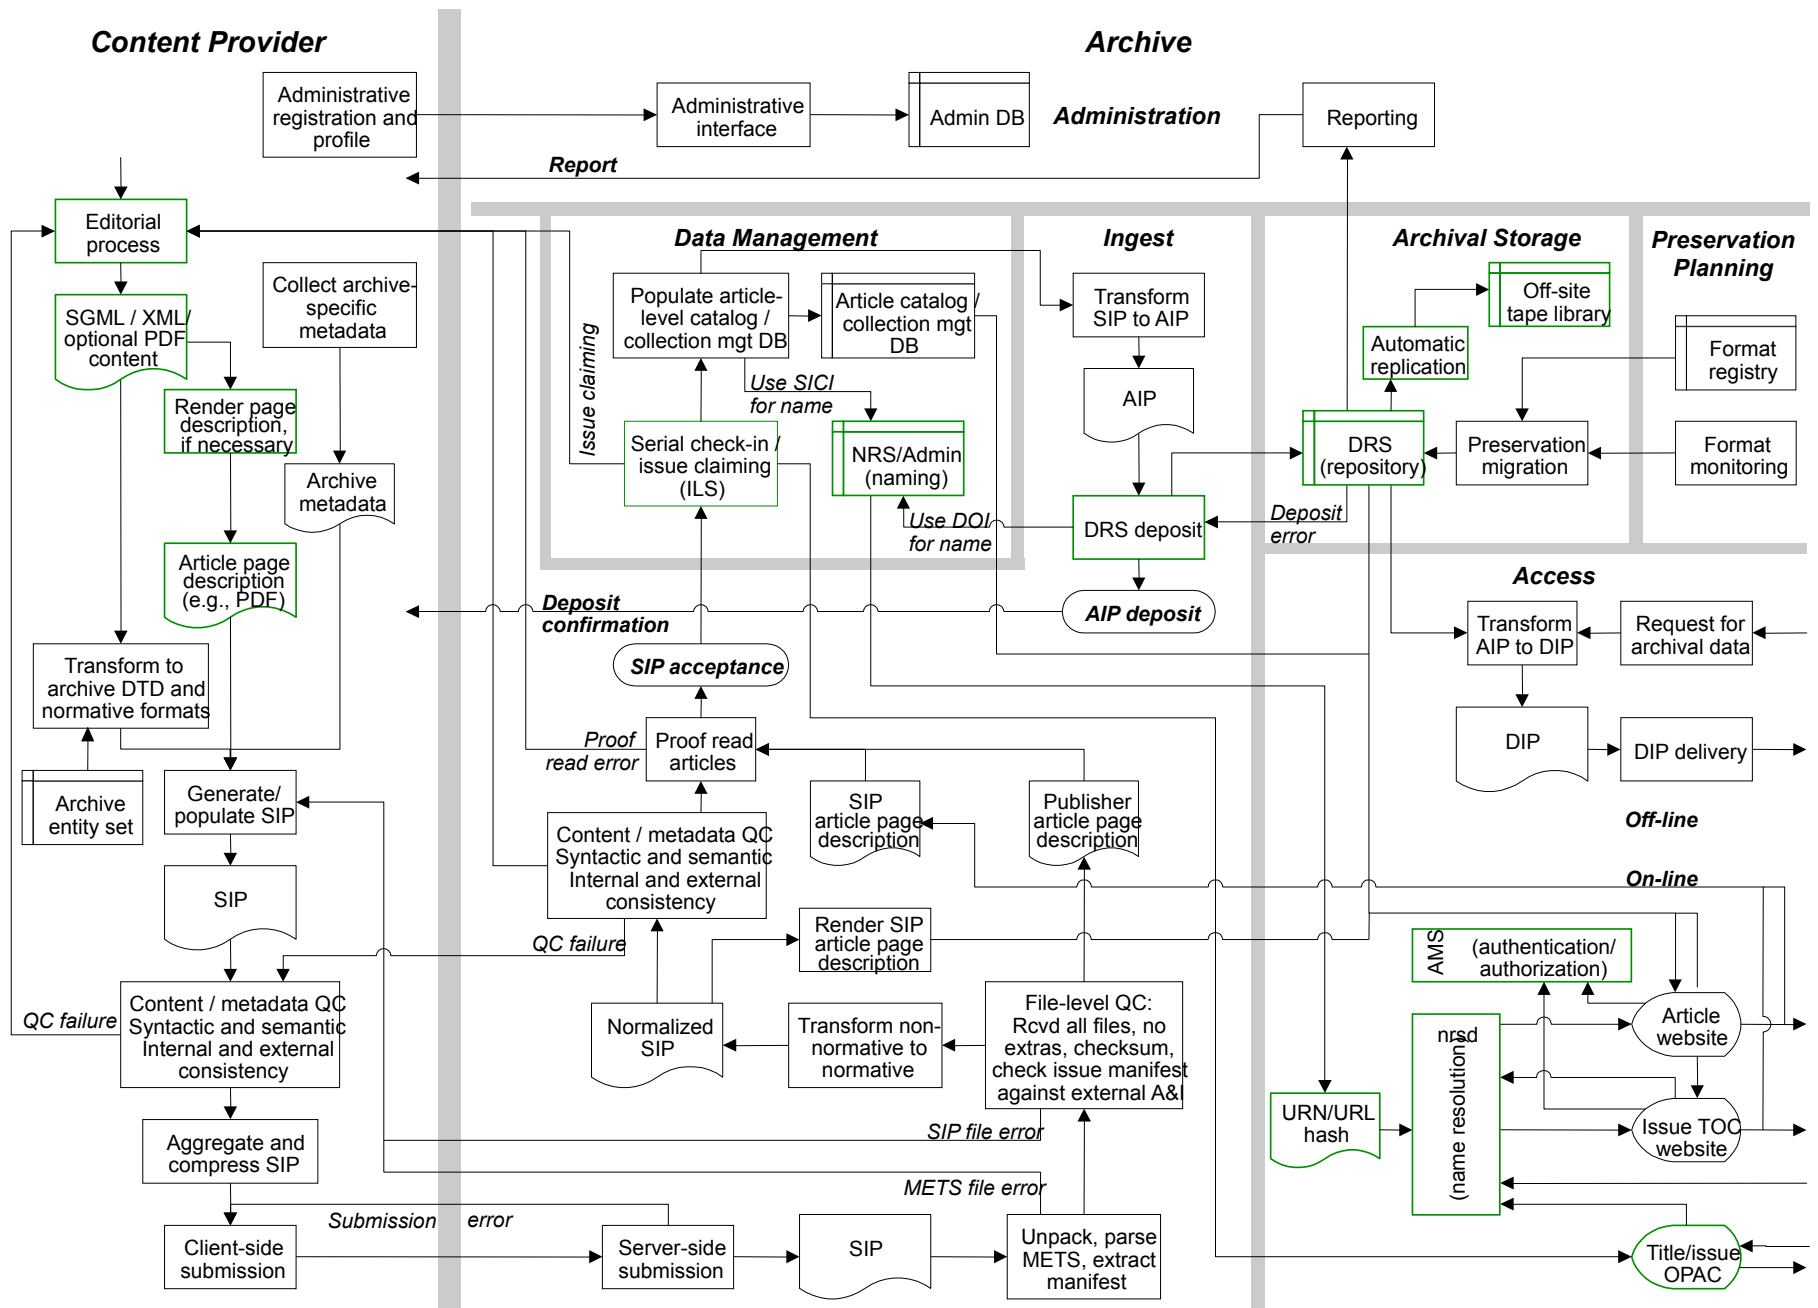 Content Provider
Archive
Administrative
registration and
profile
Administrative
interface
Admin DB
Administration
Reporting
Report
Editorial
process
Data Management
Ingest
Archival Storage
Preservation
Planning
Collect archive-
specific
metadata
SGML / XML/
optional PDF
content
Populate article-
level catalog /
collection mgt DB
Article catalog /
collection mgt
DB
Transform
SIP to AIP
Off-site
tape library
Automatic
replication
Format
registry
Issue claiming
Use SICI
for name
AIP
Render page
description,
if necessary
Archive
metadata
Serial check-in /
issue claiming
(ILS)
NRS/Admin
(naming)
DRS
(repository)
Preservation
migration
Format
monitoring
Use DOI
for name
DRS deposit
Deposit
error
Article page
description
(e.g., PDF)
Deposit
confirmation
AIP deposit
Access
Transform
AIP to DIP
Request for
archival data
Transform to
archive DTD and
normative formats
SIP acceptance
Proof
read error
Proof read
articles
DIP
DIP delivery
Archive
entity set
Generate/
populate SIP
SIP
article page
description
Publisher
article page
description
Off-line
Content / metadata QC
Syntactic and semantic
Internal and external
consistency
On-line
SIP
QC failure
Render SIP
article page
description
AMS
(authentication/
authorization)
QC failure
Content / metadata QC
Syntactic and semantic
Internal and external
consistency
Normalized
SIP
Transform non-
normative to
normative
File-level QC:
Rcvd all files, no
extras, checksum,
check issue manifest
against external A&I
nrsd
(name resolution)
Article
website
URN/URL
hash
Issue TOC
website
Aggregate and
compress SIP
SIP file error
METS file error
Submission error
Client-side
submission
Server-side
submission
SIP
Unpack, parse
METS, extract
manifest
Title/issue
OPAC